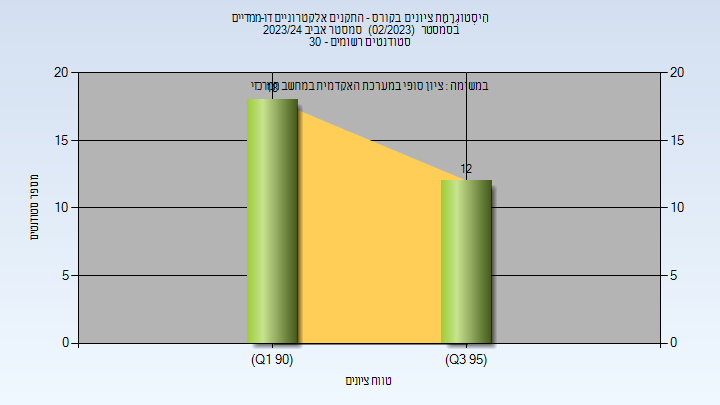 היסטוגרמת ציונים בקורס - התקנים אלקטרוניים דו-ממדיים
בסמסטר (02/2023) סמסטר אביב 2023/24
סטודנטים רשומים - 30
במשימה : ציון סופי במערכת האקדמית במחשב מרכזי
20
15
10
5
0
20
15
10
5
0
18
12
מספר סטודנטים
(Q1 90)
(Q3 95)
טווח ציונים